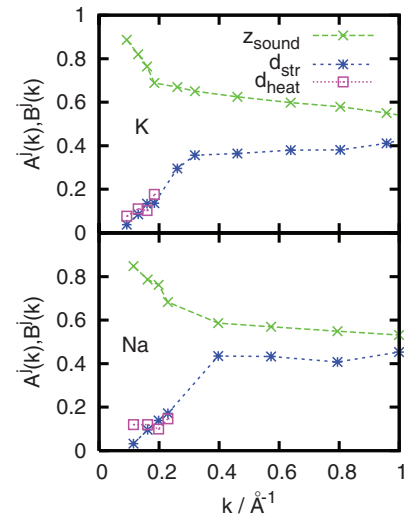 1
0.8
0.6
0.4
0.2
0
A^j(k),B^j(k)
z_sound
d_str
d_heat
K
0.8
0.6
0.4
0.2
0
A^j(k),B^j(k)
Na
0 0.2 0.4 0.6 0.8 1
k / Å^-1